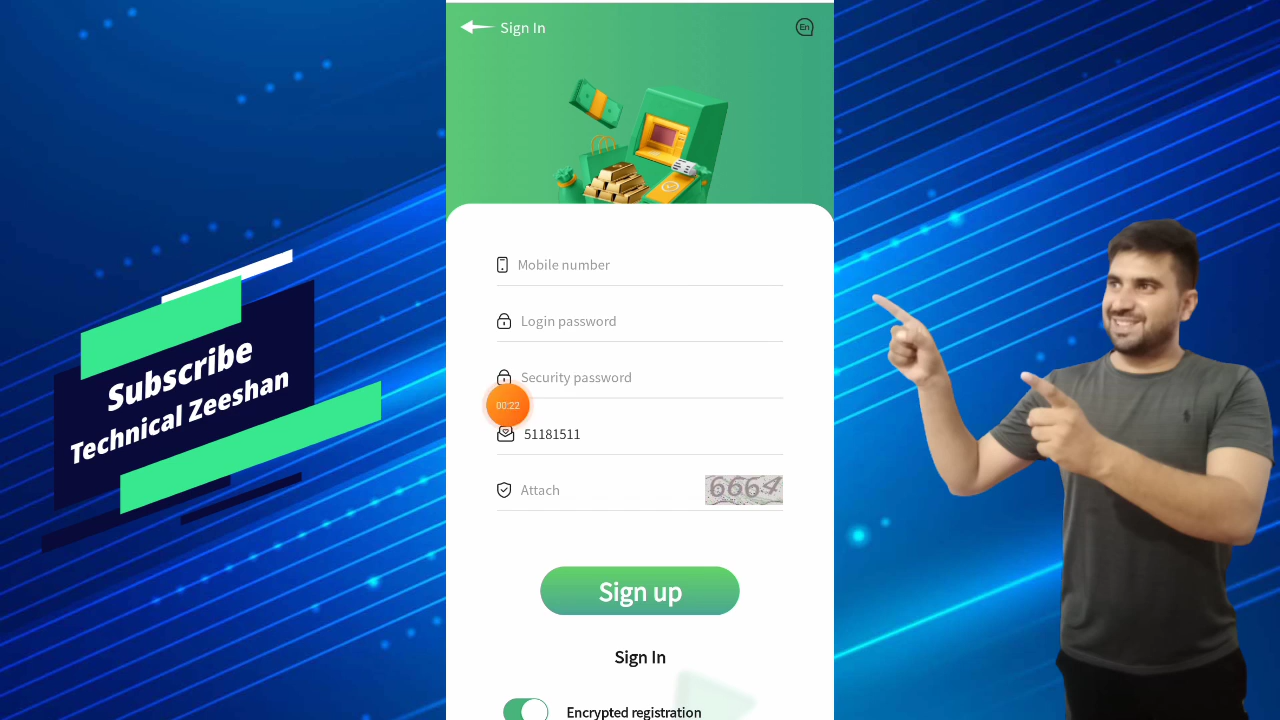 Sign In
En
Mobile number
Login password
Security password
00:22
51181511
Attach
6664
Sign up
Sign In
Encrypted registration
Subscribe
Technical Zeeshan